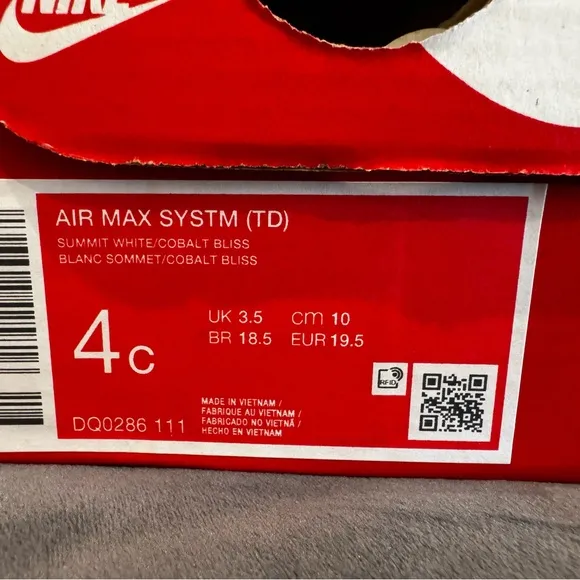 NIKE
AIR MAX SYSTM (TD)
SUMMIT WHITE/COBALT BLISS
BLANC SOMMET/COBALT BLISS
4c
UK 3.5 cm 10
BR 18.5 EUR 19.5
RFID
MADE IN VIETNAM /
FABRIQUE AU VIETNAM /
FABRICADO NO VIETNÃ /
HECHO EN VIETNAM
DQ0286 111